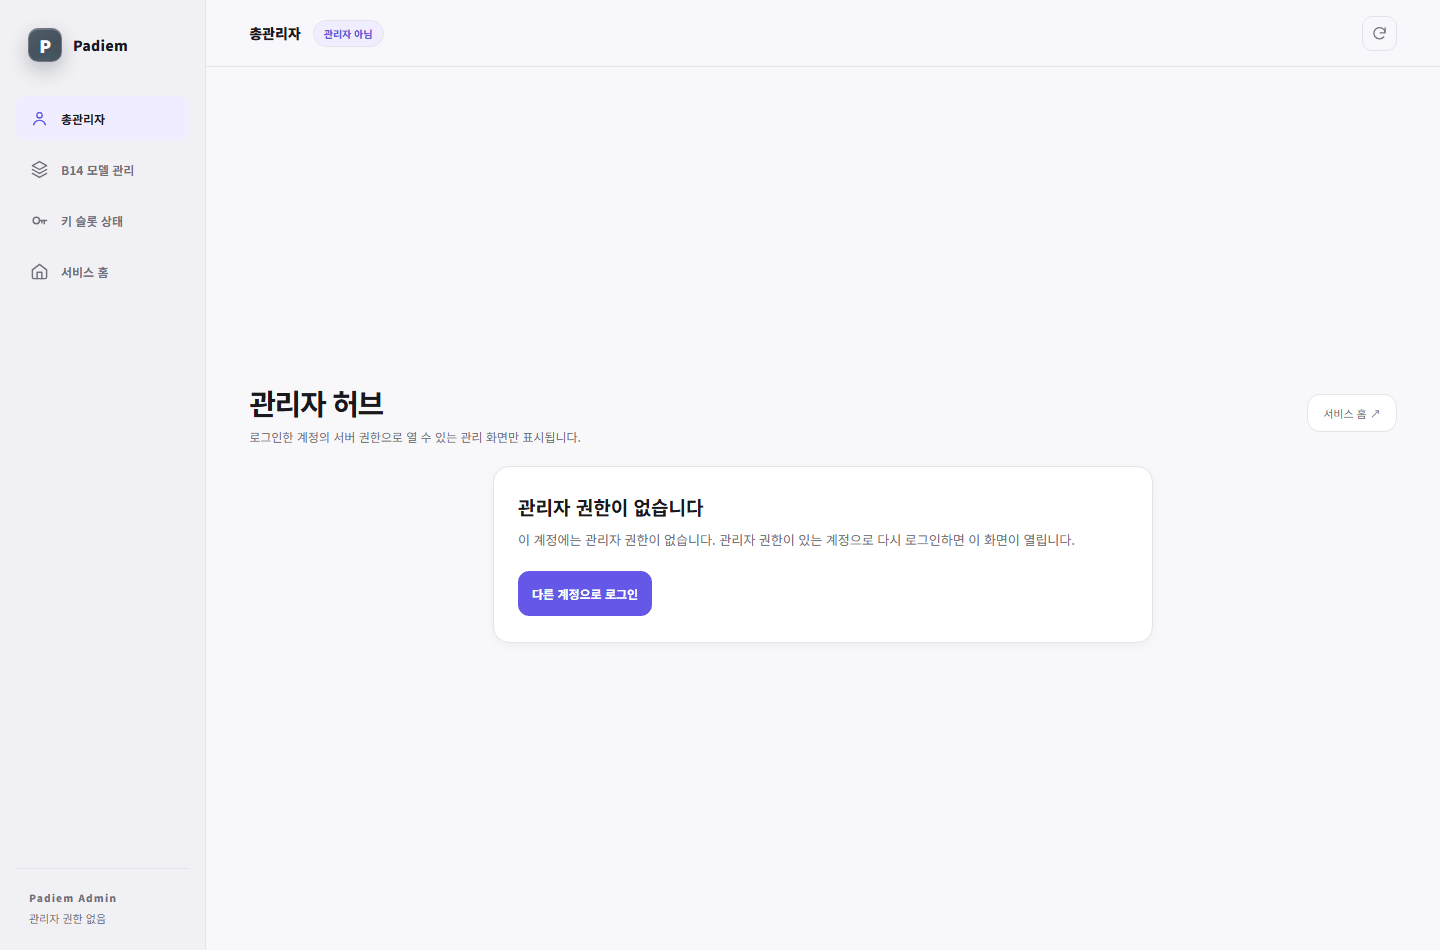 P
Padiem
총관리자
B14 모델 관리
키 슬롯 상태
서비스 홈
Padiem Admin
관리자 권한 없음
총관리자
관리자 아님
관리자 허브
로그인한 계정의 서버 권한으로 열 수 있는 관리 화면만 표시됩니다.
서비스 홈 ↗
관리자 권한이 없습니다
이 계정에는 관리자 권한이 없습니다. 관리자 권한이 있는 계정으로 다시 로그인하면 이 화면이 열립니다.
다른 계정으로 로그인